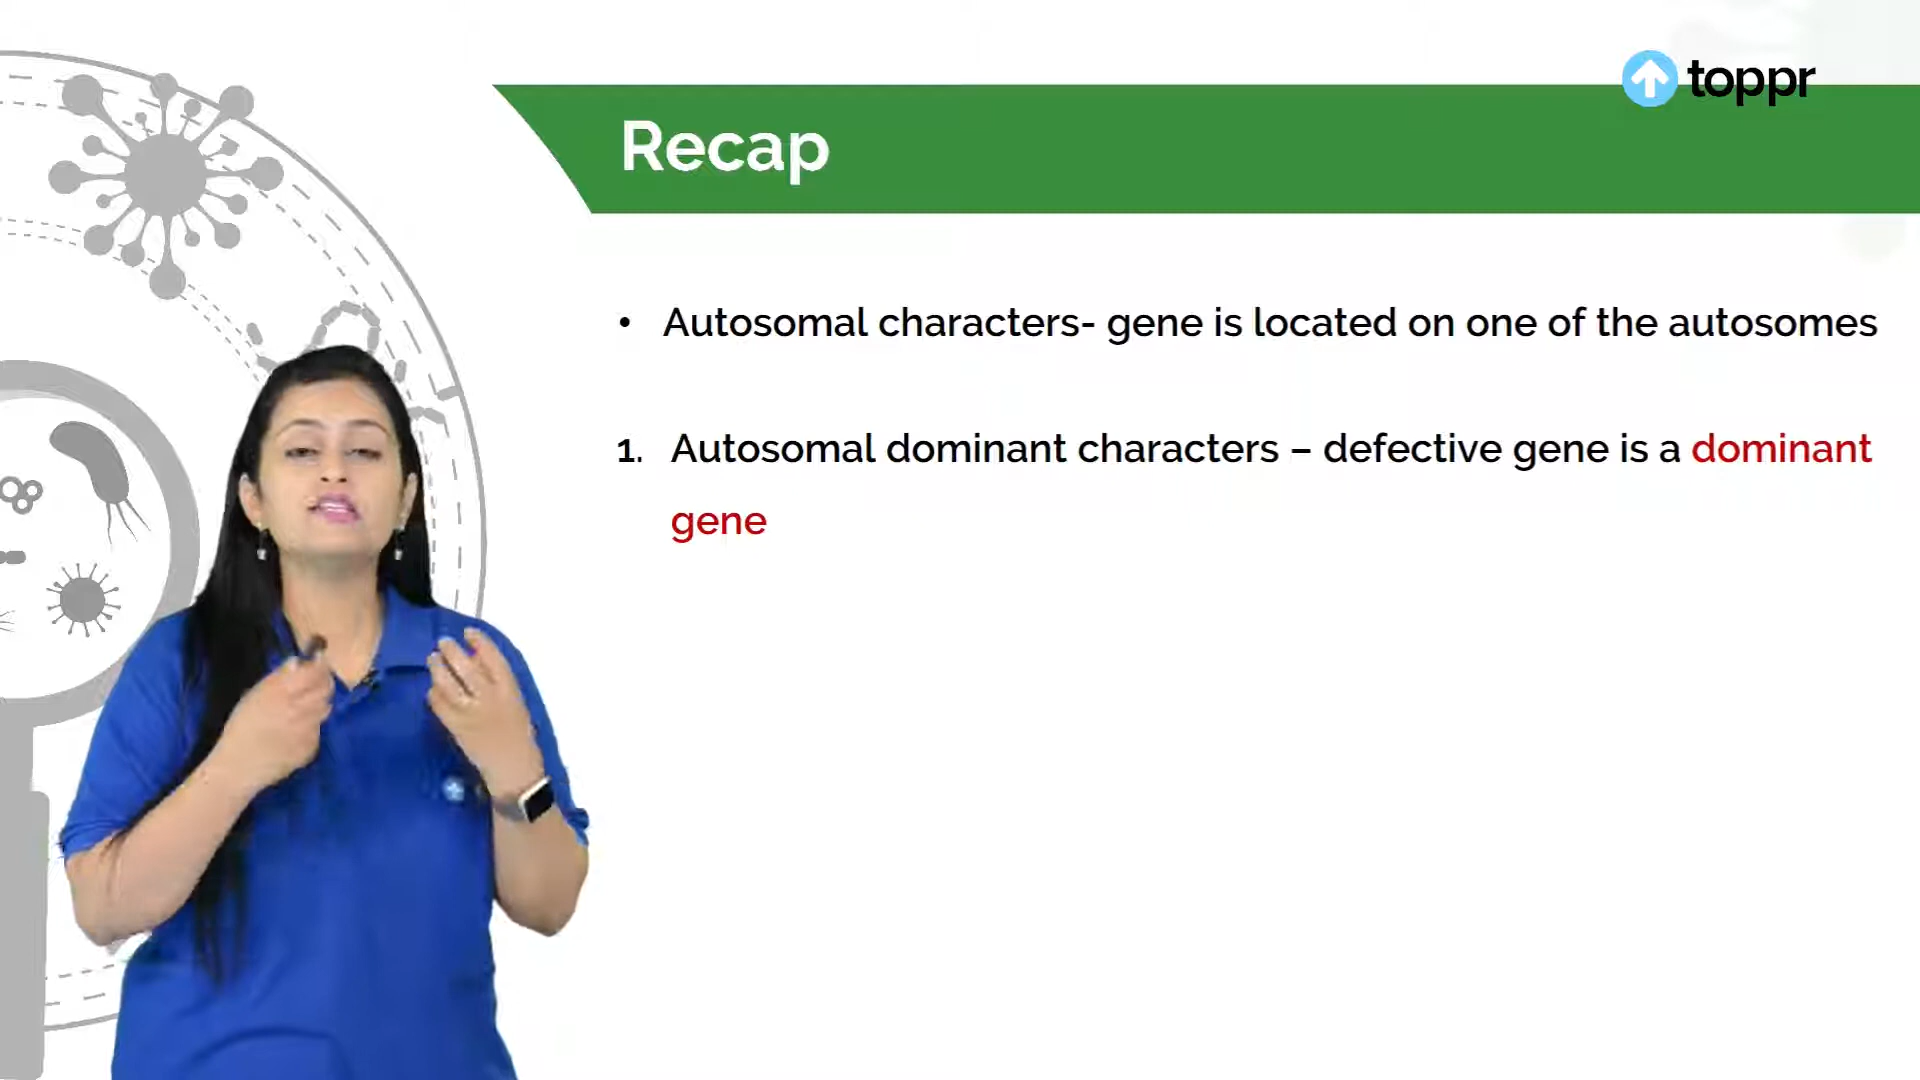 toppr
Recap
• Autosomal characters- gene is located on one of the autosomes
1. Autosomal dominant characters – defective gene is a dominant
gene